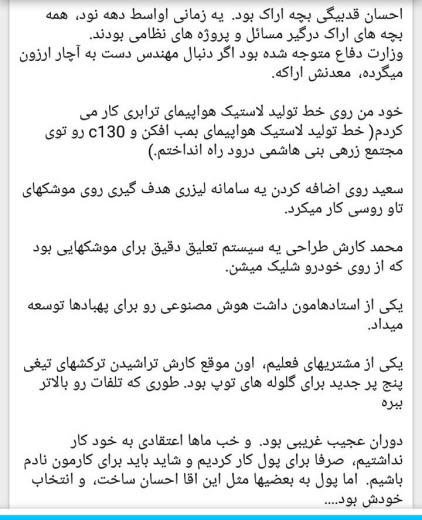 احسان قدبیگی بچه اراک بود. یه زمانی اواسط دهه نود، همه
بچه های اراک درگیر مسائل و پروژه های نظامی بودند.
وزارت دفاع متوجه شده بود اگر دنبال مهندس دست به آچار ارزون
میگرده، معدنش اراکه.
خود من روی خط تولید لاستیک هواپیمای ترابری کار می
کردم( خط تولید لاستیک هواپیمای بمب افکن و c130 رو توی
مجتمع زرهی بنی هاشمی درود راه انداختم.)
سعید روی اضافه کردن یه سامانه لیزری هدف گیری روی موشکهای
تاو روسی کار میکرد.
محمد کارش طراحی یه سیستم تعلیق دقیق برای موشکهایی بود
که از روی خودرو شلیک میشن.
یکی از استادهامون داشت هوش مصنوعی رو برای پهبادها توسعه
میداد.
یکی از مشتریهای فعلیم، اون موقع کارش تراشیدن ترکشهای تیغی
پنج پر جدید برای گلوله های توپ بود. طوری که تلفات رو بالاتر
ببره
دوران عجیب غریبی بود. و خب ماها اعتقادی به خود کار
نداشتیم، صرفا برای پول کار کردیم و شاید باید برای کارمون نادم
باشیم. اما پول به بعضیها مثل این اقا احسان ساخت، و انتخاب
خودش بود....